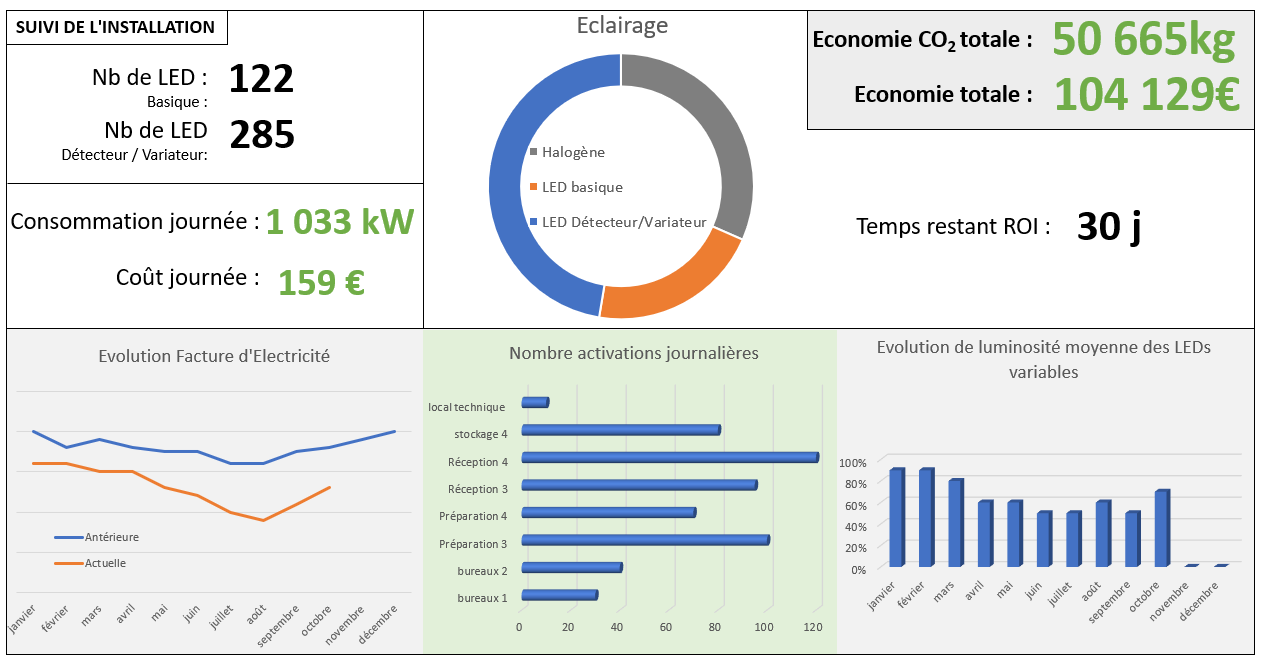 SUIVI DE L'INSTALLATION
Nb de LED : 122
Basique :
Nb de LED 285
Détecteur / Variateur:
Consommation journée : 1 033 kW
Coût journée : 159 €
Eclairage
Halogène
LED basique
LED Détecteur/Variateur
Economie CO2 totale : 50 665kg
Economie totale : 104 129€
Temps restant ROI : 30 j
Evolution Facture d'Electricité
Antérieure
Actuelle
janvier février mars avril mai juin juillet août septembre octobre novembre décembre
Nombre activations journalières
local technique
stockage 4
Réception 4
Réception 3
Préparation 4
Préparation 3
bureaux 2
bureaux 1
0 20 40 60 80 100 120
Evolution de luminosité moyenne des LEDs
variables
100%
80%
60%
40%
20%
0%
janvier février mars avril mai juin juillet août septembre octobre novembre décembre